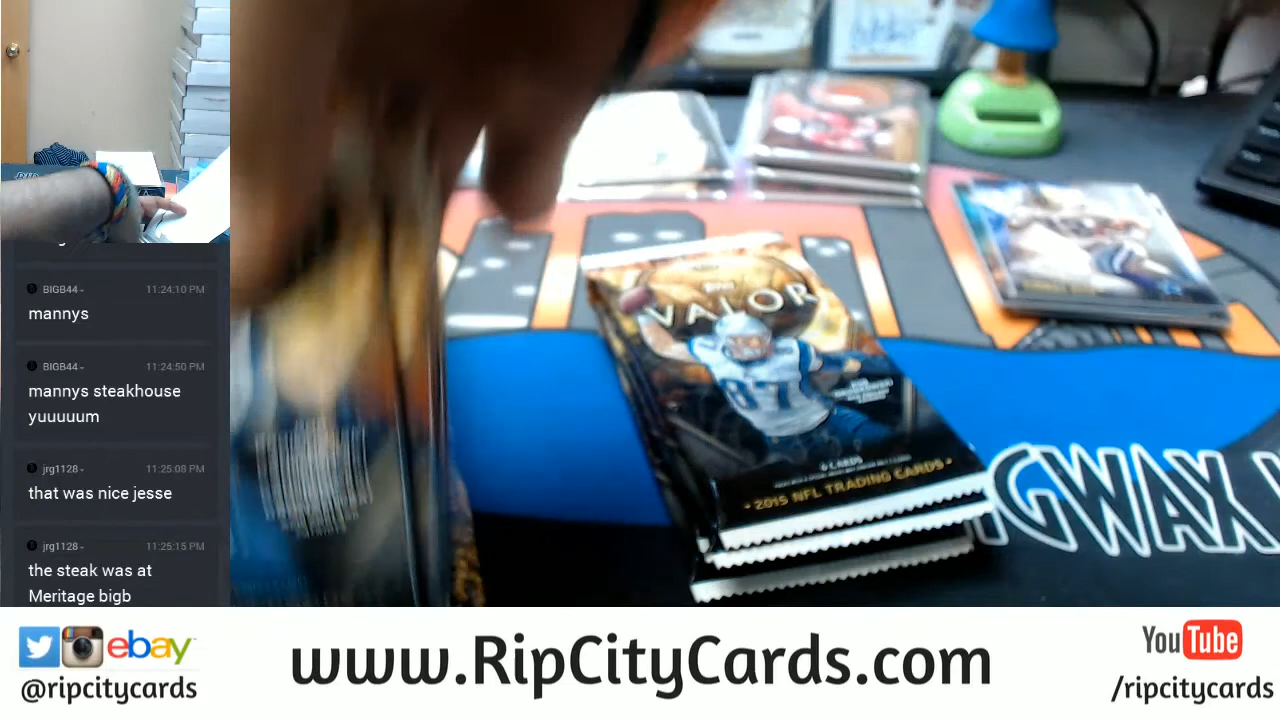 BIGB44
11:24:10 PM
mannys
BIGB44
11:24:50 PM
mannys steakhouse
yuuuuum
jrg1128
11:25:08 PM
that was nice jesse
jrg1128
11:25:15 PM
the steak was at
Meritage bigb
VALOR
87
6 CARDS
• 2015 NFL TRADING CARDS •
GWAX
ebay
@ripcitycards
www.RipCityCards.com
YouTube
/ripcitycards